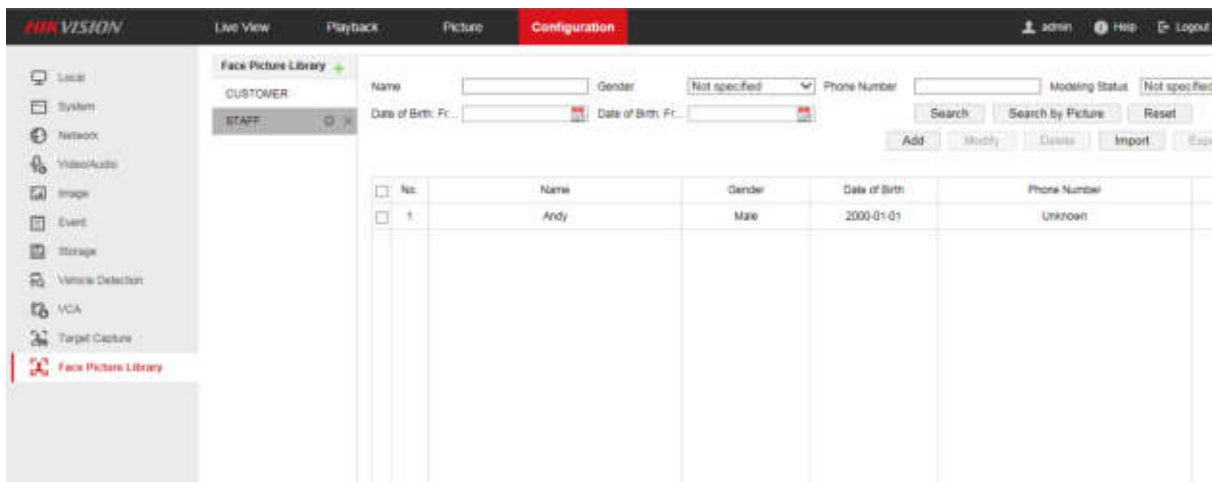 HIKVISION Live View Playback Picture Configuration admin Help Logout
Local
System
Network
Video/Audio
Image
Event
Storage
Vehicle Detection
VCA
Target Capture
Face Picture Library
Face Picture Library
CUSTOMER
STAFF
Name Gender Not specified Phone Number Modeling Status Not specified
Date of Birth: Fr... Date of Birth: Fr... Search Search by Picture Reset
Add Modify Delete Import Expo
No. Name Gender Date of Birth Phone Number
1 Andy Male 2000-01-01 Unknown